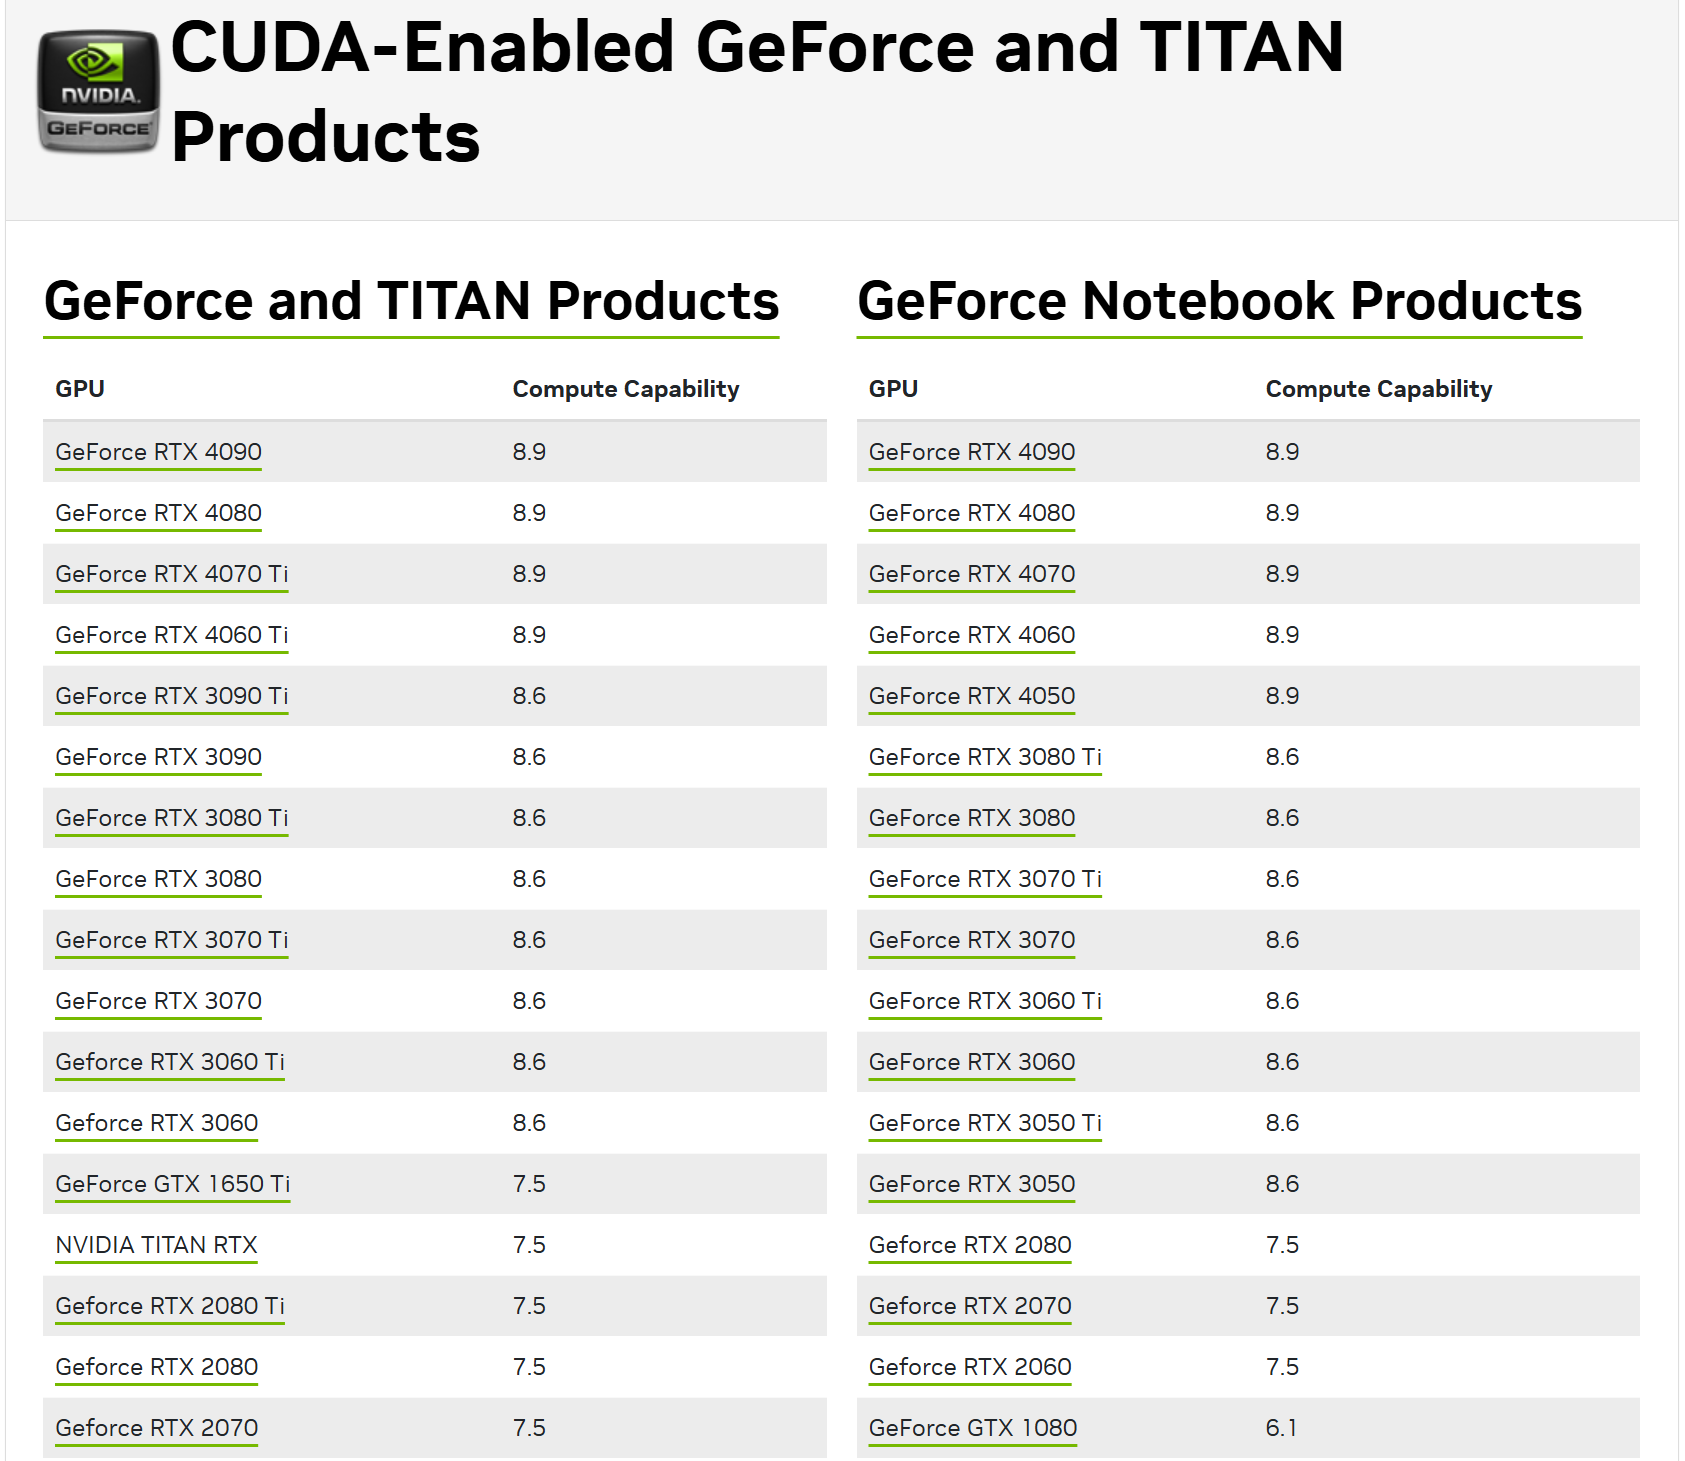 NVIDIA.
GEFORCE
CUDA-Enabled GeForce and TITAN
Products
GeForce and TITAN Products
GPU Compute Capability
GeForce RTX 4090 8.9
GeForce RTX 4080 8.9
GeForce RTX 4070 Ti 8.9
GeForce RTX 4060 Ti 8.9
GeForce RTX 3090 Ti 8.6
GeForce RTX 3090 8.6
GeForce RTX 3080 Ti 8.6
GeForce RTX 3080 8.6
GeForce RTX 3070 Ti 8.6
GeForce RTX 3070 8.6
Geforce RTX 3060 Ti 8.6
Geforce RTX 3060 8.6
GeForce GTX 1650 Ti 7.5
NVIDIA TITAN RTX 7.5
Geforce RTX 2080 Ti 7.5
Geforce RTX 2080 7.5
Geforce RTX 2070 7.5
GeForce Notebook Products
GPU Compute Capability
GeForce RTX 4090 8.9
GeForce RTX 4080 8.9
GeForce RTX 4070 8.9
GeForce RTX 4060 8.9
GeForce RTX 4050 8.9
GeForce RTX 3080 Ti 8.6
GeForce RTX 3080 8.6
GeForce RTX 3070 Ti 8.6
GeForce RTX 3070 8.6
GeForce RTX 3060 Ti 8.6
GeForce RTX 3060 8.6
GeForce RTX 3050 Ti 8.6
GeForce RTX 3050 8.6
Geforce RTX 2080 7.5
Geforce RTX 2070 7.5
Geforce RTX 2060 7.5
GeForce GTX 1080 6.1